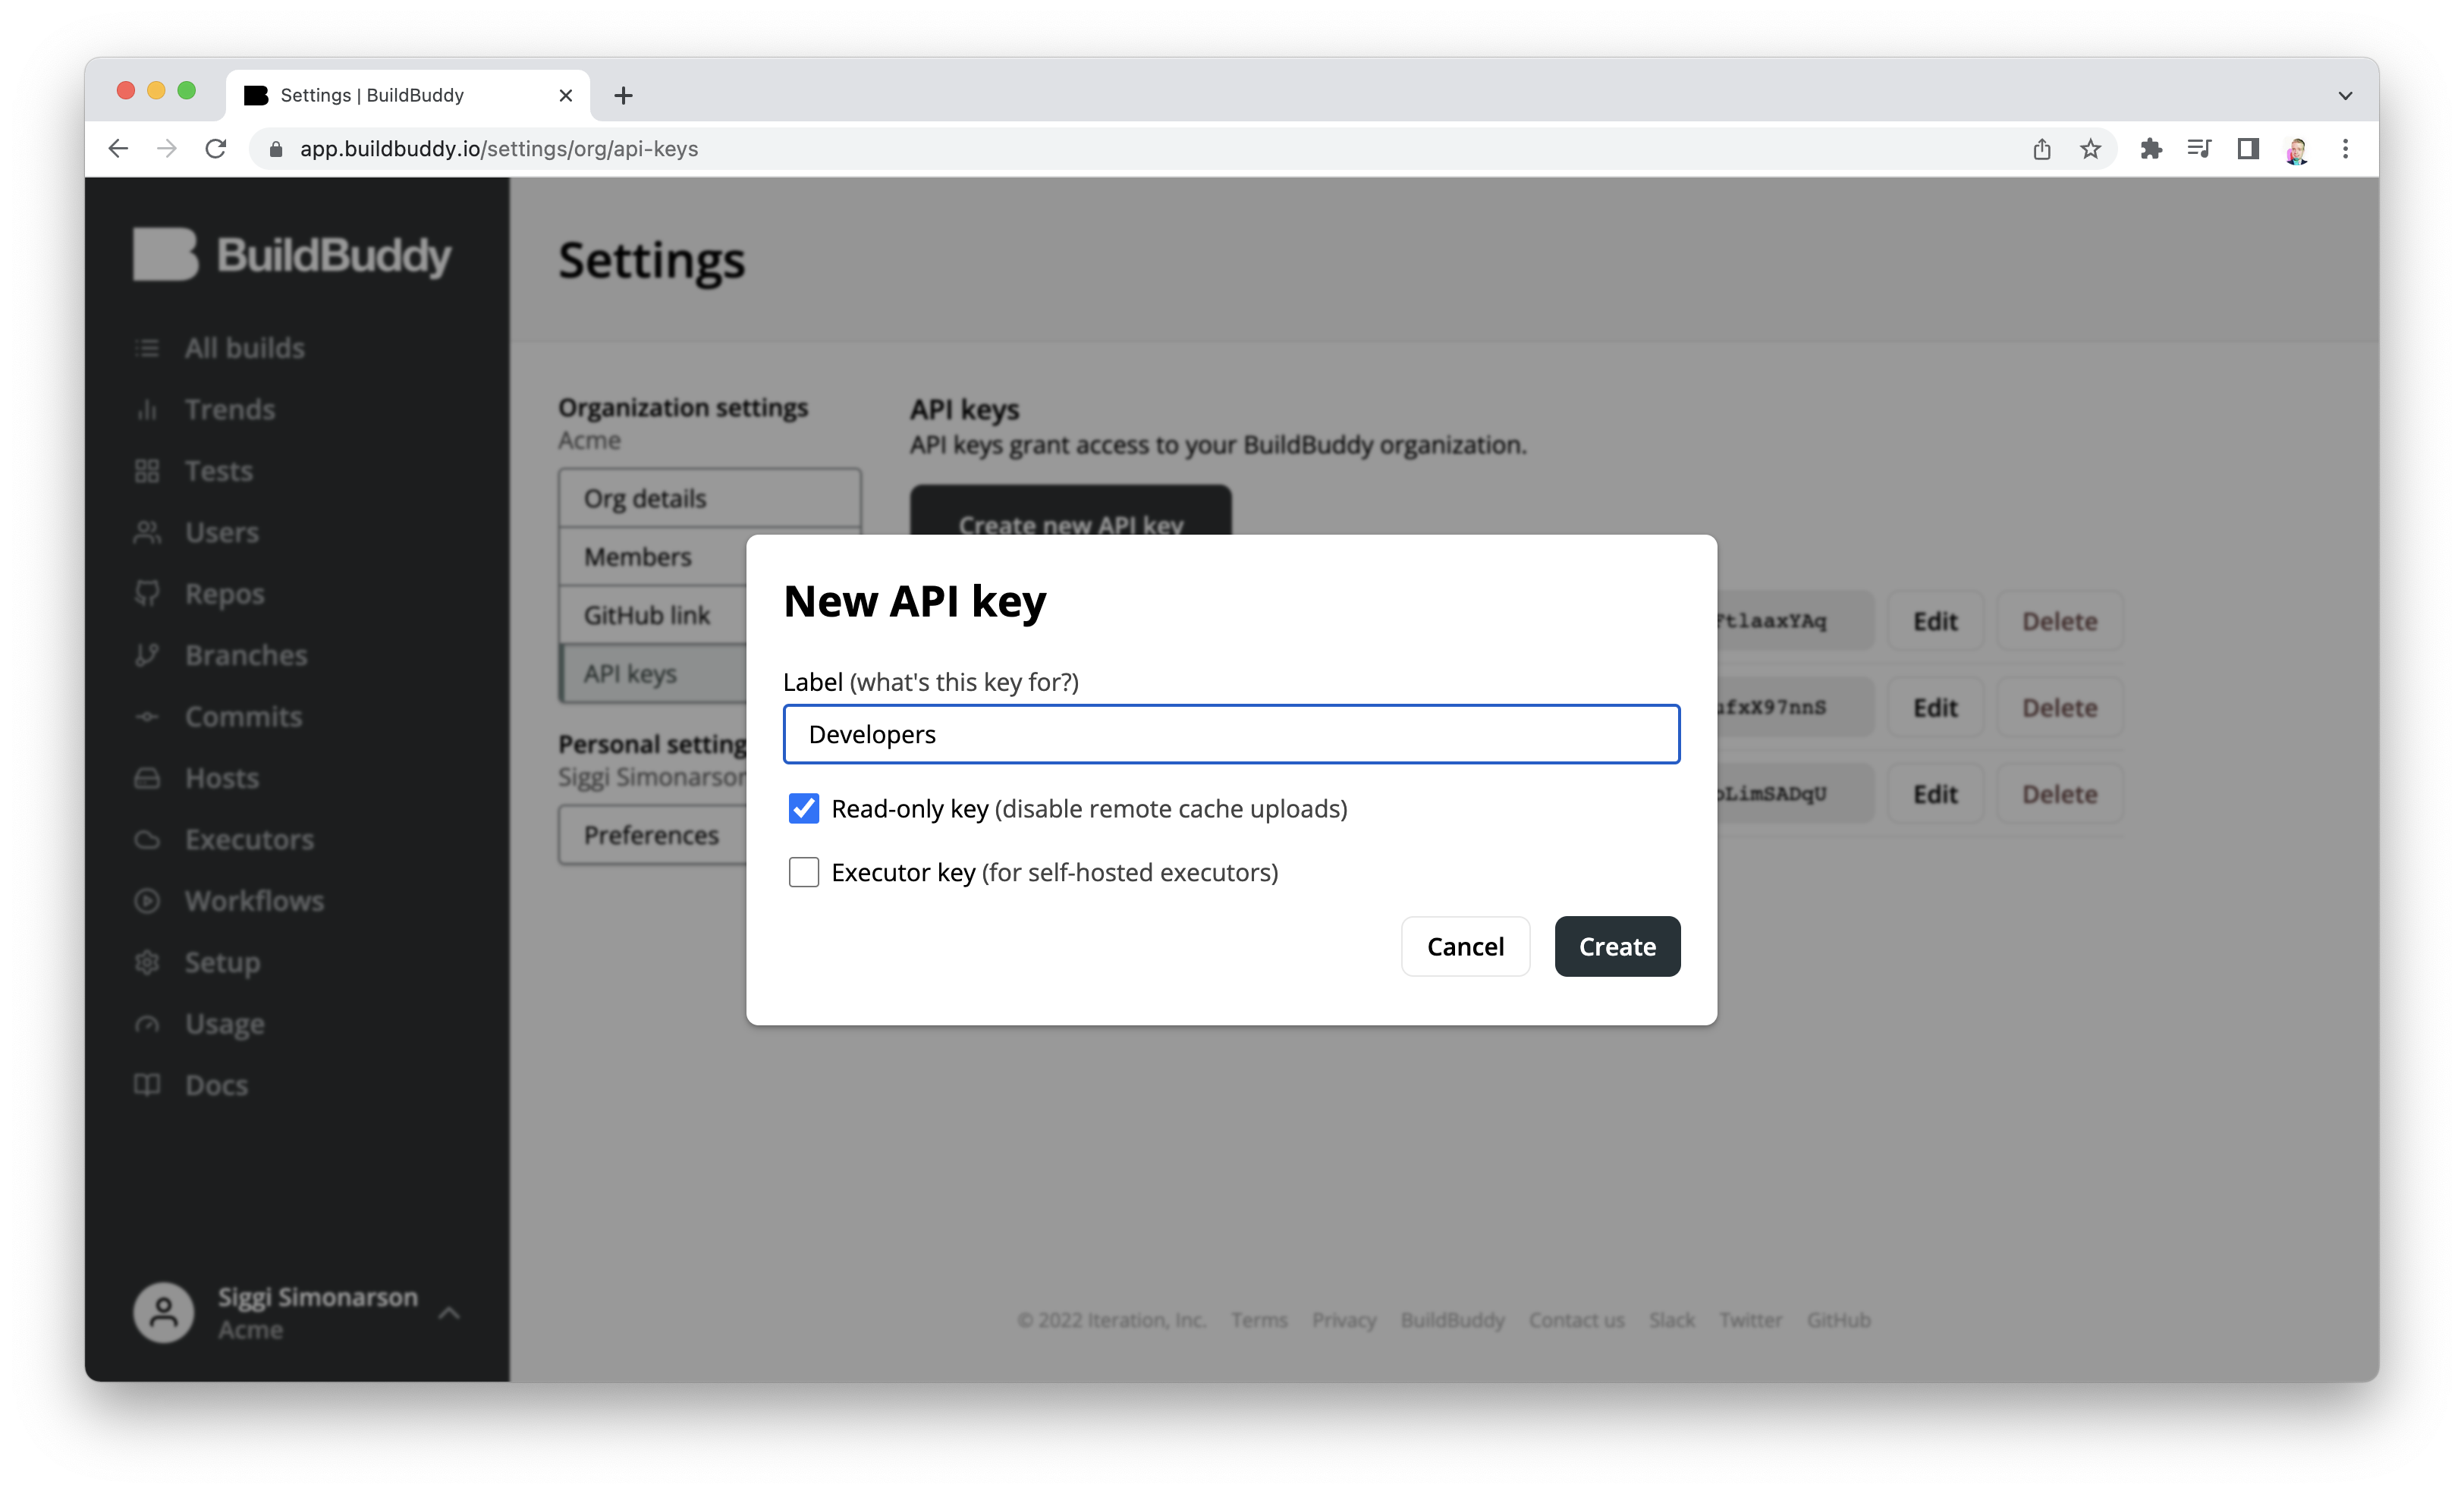 Settings | BuildBuddy
app.buildbuddy.io/settings/org/api-keys
BuildBuddy
All builds
Trends
Tests
Users
Repos
Branches
Commits
Hosts
Executors
Workflows
Setup
Usage
Docs
Siggi Simonarson
Acme
Settings
Organization settings
Acme
Org details
Members
GitHub link
API keys
Personal setting
Siggi Simonarson
Preferences
API keys
API keys grant access to your BuildBuddy organization.
Create new API key
tlaaxYAq Edit Delete
fxX97nnS Edit Delete
LimSADqU Edit Delete
New API key
Label (what's this key for?)
Developers
Read-only key (disable remote cache uploads)
Executor key (for self-hosted executors)
Cancel Create
© 2022 Iteration, Inc. Terms Privacy BuildBuddy Contact us Slack Twitter GitHub